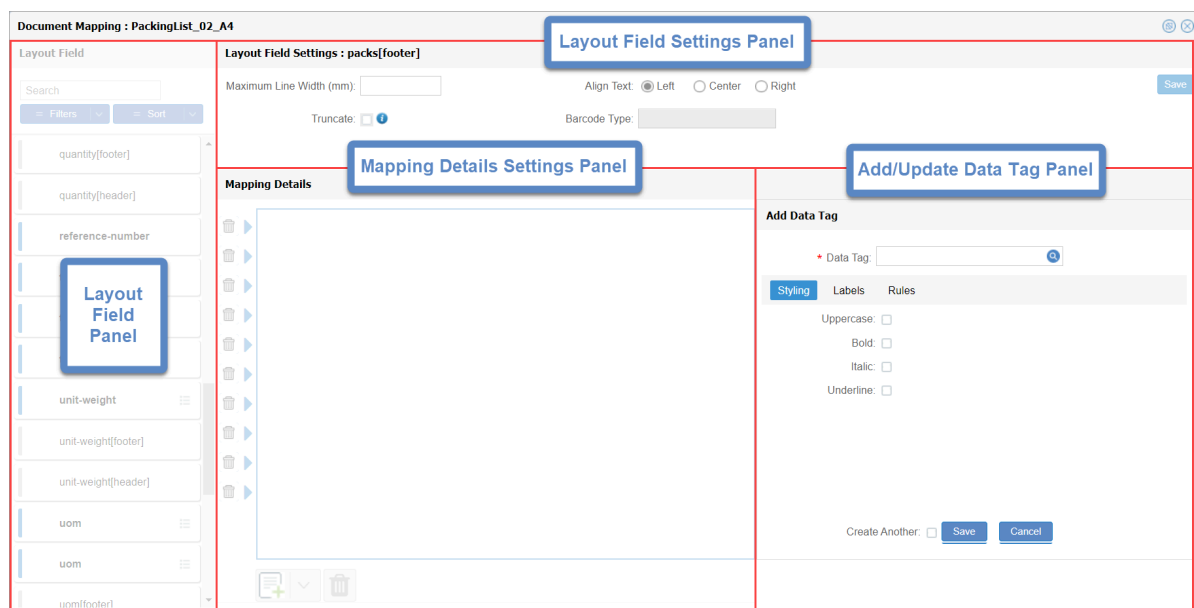 Document Mapping : PackingList_02_A4
Layout Field Settings Panel
Layout Field
Layout Field Settings : packs[footer]
Search
Filters
Sort
Maximum Line Width (mm):
Align Text:
Left
Center
Right
Save
Truncate:
Barcode Type:
Mapping Details Settings Panel
Add/Update Data Tag Panel
quantity[footer]
quantity[header]
reference-number
Layout
Field
Panel
unit-weight
unit-weight[footer]
unit-weight[header]
uom
uom
uom[footer]
Mapping Details
Add Data Tag
* Data Tag:
Styling
Labels
Rules
Uppercase:
Bold:
Italic:
Underline:
Create Another:
Save
Cancel